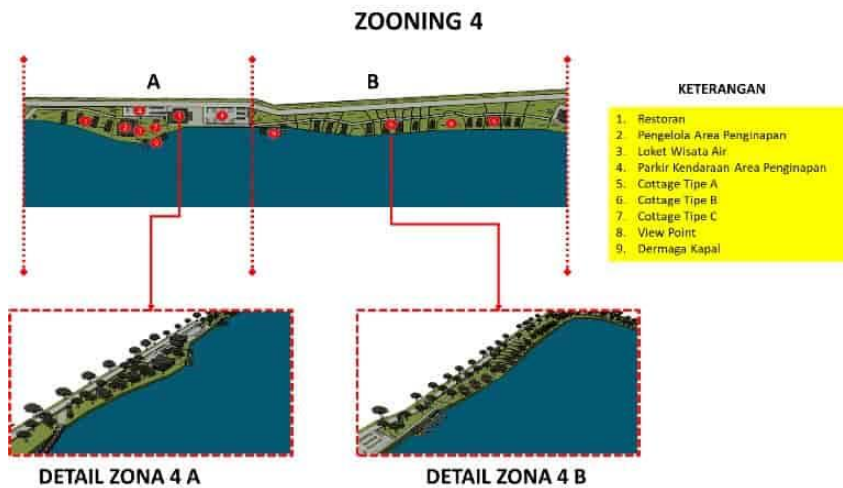 ZOONING 4
A
B
KETERANGAN
1. Restoran
2. Pengelola Area Penginapan
3. Loket Wisata Air
4. Parkir Kendaraan Area Penginapan
5. Cottage Tipe A
6. Cottage Tipe B
7. Cottage Tipe C
8. View Point
9. Dermaga Kapal
DETAIL ZONA 4 A
DETAIL ZONA 4 B